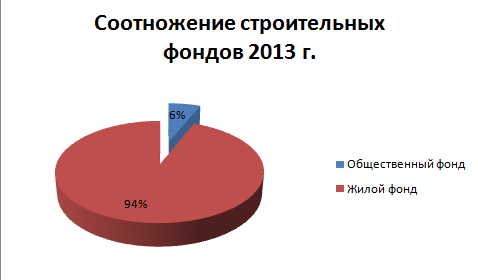 Соотножение строительных
фондов 2013 г.
6%
Общественный фонд
Жилой фонд
94%